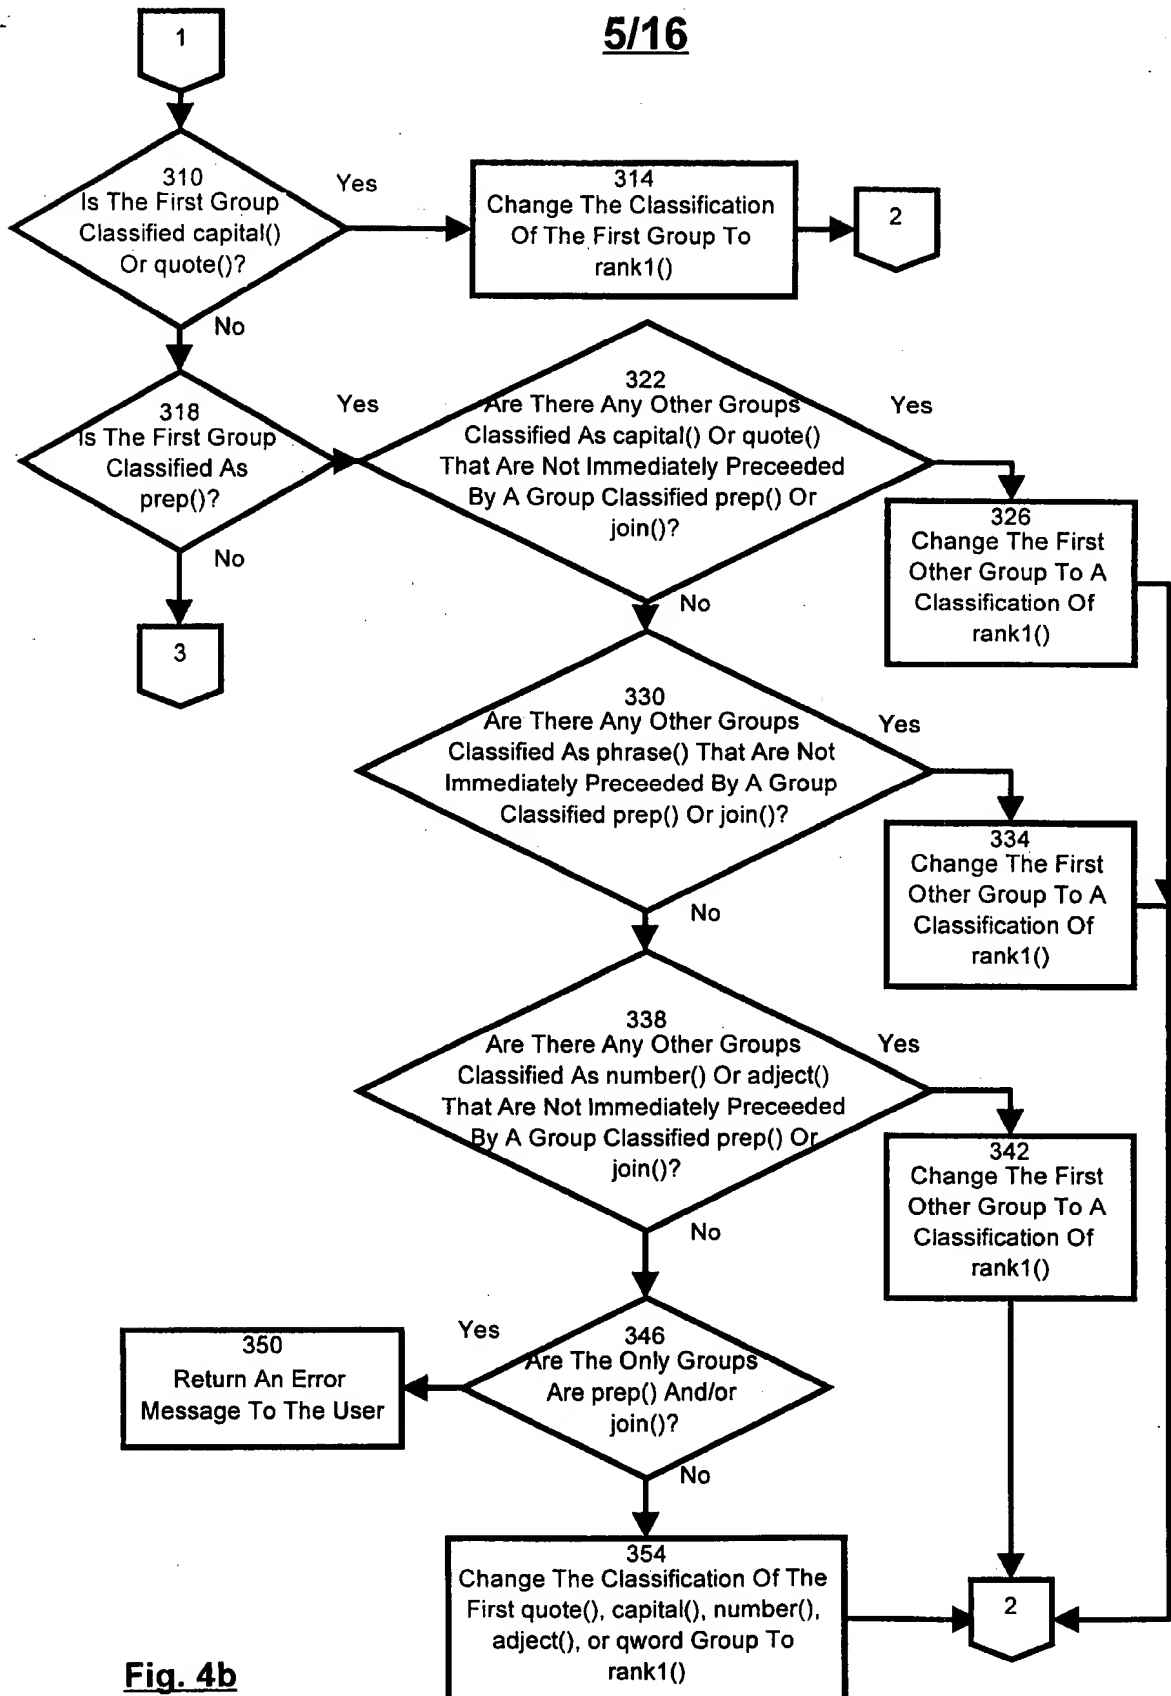 5/16
1
310
Is The First Group
Classified capital()
Or quote()?
Yes
314
Change The Classification
Of The First Group To
rank1()
2
No
318
Is The First Group
Classified As
prep()?
Yes
322
Are There Any Other Groups
Classified As capital() Or quote()
That Are Not Immediately Preceeded
By A Group Classified prep() Or
join()?
Yes
326
Change The First
Other Group To A
Classification Of
rank1()
No
3
No
330
Are There Any Other Groups
Classified As phrase() That Are Not
Immediately Preceeded By A Group
Classified prep() Or join()?
Yes
334
Change The First
Other Group To A
Classification Of
rank1()
No
338
Are There Any Other Groups
Classified As number() Or adject()
That Are Not Immediately Preceeded
By A Group Classified prep() Or
join()?
Yes
342
Change The First
Other Group To A
Classification Of
rank1()
No
346
Are The Only Groups
Are prep() And/or
join()?
Yes
350
Return An Error
Message To The User
No
354
Change The Classification Of The
First quote(), capital(), number(),
adject(), or qword Group To
rank1()
2
Fig. 4b